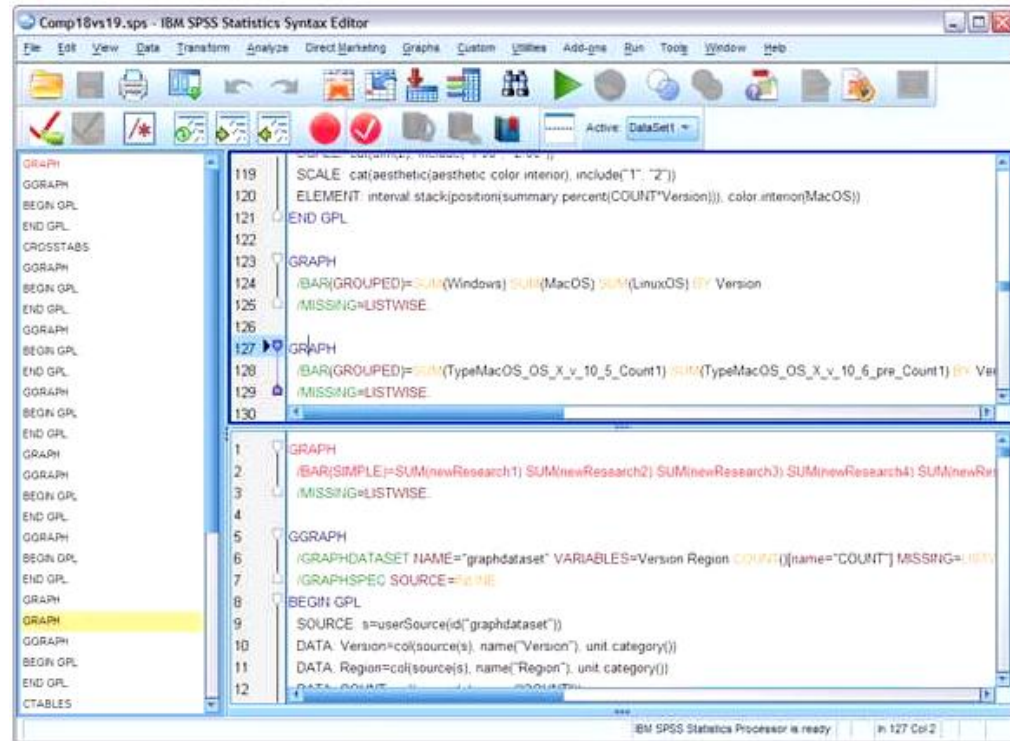 Comp18vs19.sps - IBM SPSS Statistics Syntax Editor
File Edit View Data Transform Analyze Direct Marketing Graphs Custom Utilities Add-ons Run Tools Window Help
/*
Active: DataSet1
GRAPH
GGRAPH
BEGIN GPL
END GPL.
CROSSTABS
GGRAPH
BEGIN GPL
END GPL.
GGRAPH
BEGIN GPL
END GPL.
GGRAPH
BEGIN GPL
END GPL.
GRAPH
GGRAPH
BEGIN GPL
END GPL.
GGRAPH
BEGIN GPL
END GPL.
GRAPH
GRAPH
GGRAPH
BEGIN GPL
END GPL.
CTABLES
119 SCALE: cat(aesthetic(aesthetic.color.interior), include("1", "2"))
120 ELEMENT: interval.stack(position(summary.percent(COUNT*Version))), color.interior(MacOS))
121 END GPL.
122
123 GRAPH
124 /BAR(GROUPED)=SUM(Windows) SUM(MacOS) SUM(LinuxOS) BY Version
125 /MISSING=LISTWISE.
126
127 GRAPH
128 /BAR(GROUPED)=SUM(TypeMacOS_OS_X_v_10_5_Count1) SUM(TypeMacOS_OS_X_v_10_6_pre_Count1) BY Ver
129 /MISSING=LISTWISE.
130
1 GRAPH
2 /BAR(SIMPLE)=SUM(newResearch1) SUM(newResearch2) SUM(newResearch3) SUM(newResearch4) SUM(newRes
3 /MISSING=LISTWISE.
4
5 GGRAPH
6 /GRAPHDATASET NAME="graphdataset" VARIABLES=Version Region COUNT()[name="COUNT"] MISSING=LISTW
7 /GRAPHSPEC SOURCE=INLINE.
8 BEGIN GPL
9 SOURCE: s=userSource(id("graphdataset"))
10 DATA: Version=col(source(s), name("Version"), unit.category())
11 DATA: Region=col(source(s), name("Region"), unit.category())
12
IBM SPSS Statistics Processor is ready In 127 Col 2